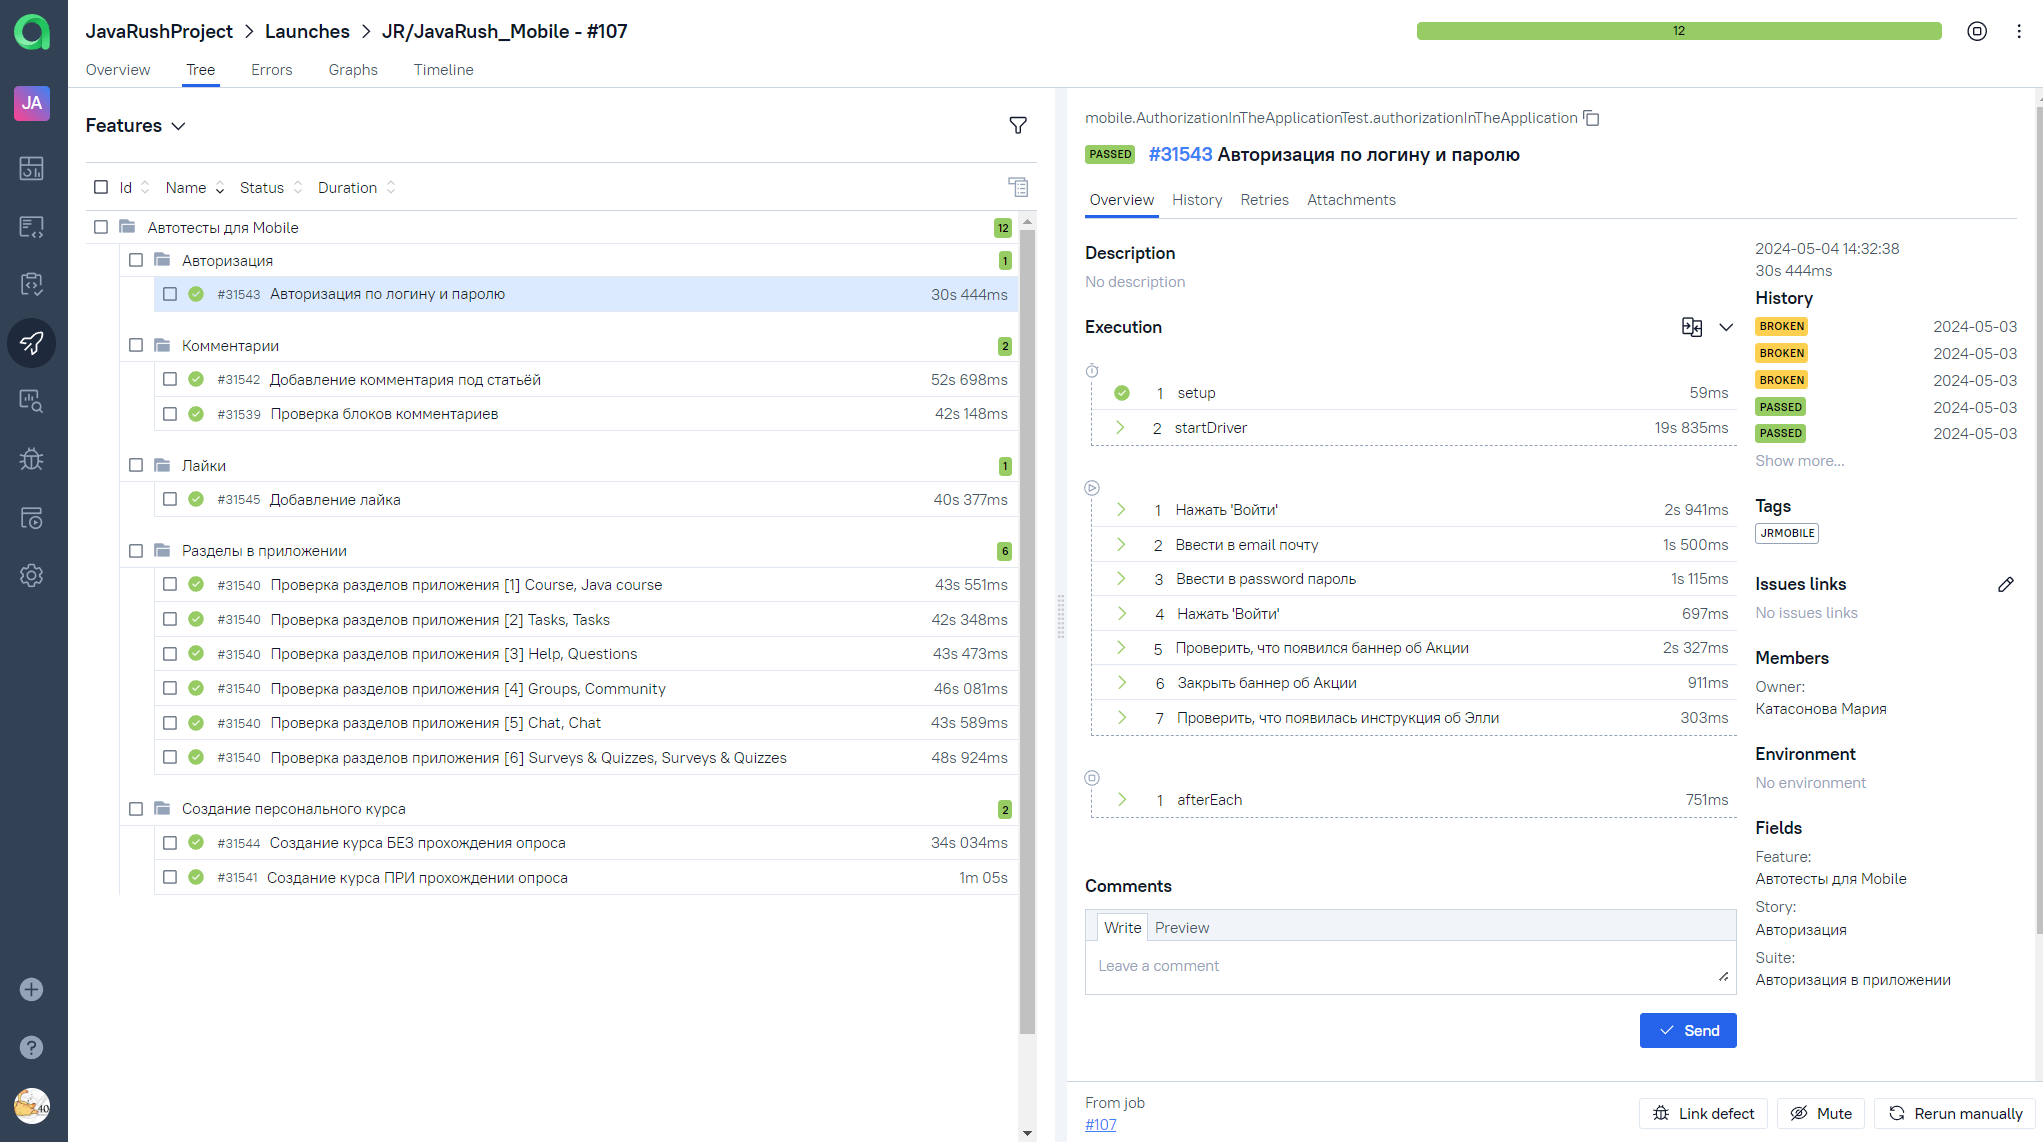 JavaRushProject > Launches > JR/JavaRush_Mobile - #107
12
Overview Tree Errors Graphs Timeline
JA
Features
Id Name Status Duration
Автотесты для Mobile 12
Авторизация 1
#31543 Авторизация по логину и паролю 30s 444ms
Комментарии 2
#31542 Добавление комментария под статьёй 52s 698ms
#31539 Проверка блоков комментариев 42s 148ms
Лайки 1
#31545 Добавление лайка 40s 377ms
Разделы в приложении 6
#31540 Проверка разделов приложения [1] Course, Java course 43s 551ms
#31540 Проверка разделов приложения [2] Tasks, Tasks 42s 348ms
#31540 Проверка разделов приложения [3] Help, Questions 43s 473ms
#31540 Проверка разделов приложения [4] Groups, Community 46s 081ms
#31540 Проверка разделов приложения [5] Chat, Chat 43s 589ms
#31540 Проверка разделов приложения [6] Surveys & Quizzes, Surveys & Quizzes 48s 924ms
Создание персонального курса 2
#31544 Создание курса БЕЗ прохождения опроса 34s 034ms
#31541 Создание курса ПРИ прохождении опроса 1m 05s
mobile.AuthorizationInTheApplicationTest.authorizationInTheApplication
PASSED #31543 Авторизация по логину и паролю
Overview History Retries Attachments
Description
No description
Execution
1 setup 59ms
2 startDriver 19s 835ms
1 Нажать 'Войти' 2s 941ms
2 Ввести в email почту 1s 500ms
3 Ввести в password пароль 1s 115ms
4 Нажать 'Войти' 697ms
5 Проверить, что появился баннер об Акции 2s 327ms
6 Закрыть баннер об Акции 911ms
7 Проверить, что появилась инструкция об Элли 303ms
1 afterEach 751ms
Comments
Write Preview
Leave a comment
Send
2024-05-04 14:32:38
30s 444ms
History
BROKEN 2024-05-03
BROKEN 2024-05-03
BROKEN 2024-05-03
PASSED 2024-05-03
PASSED 2024-05-03
Show more...
Tags
JRMOBILE
Issues links
No issues links
Members
Owner:
Катасонова Мария
Environment
No environment
Fields
Feature:
Автотесты для Mobile
Story:
Авторизация
Suite:
Авторизация в приложении
From job
#107
Link defect Mute Rerun manually
40